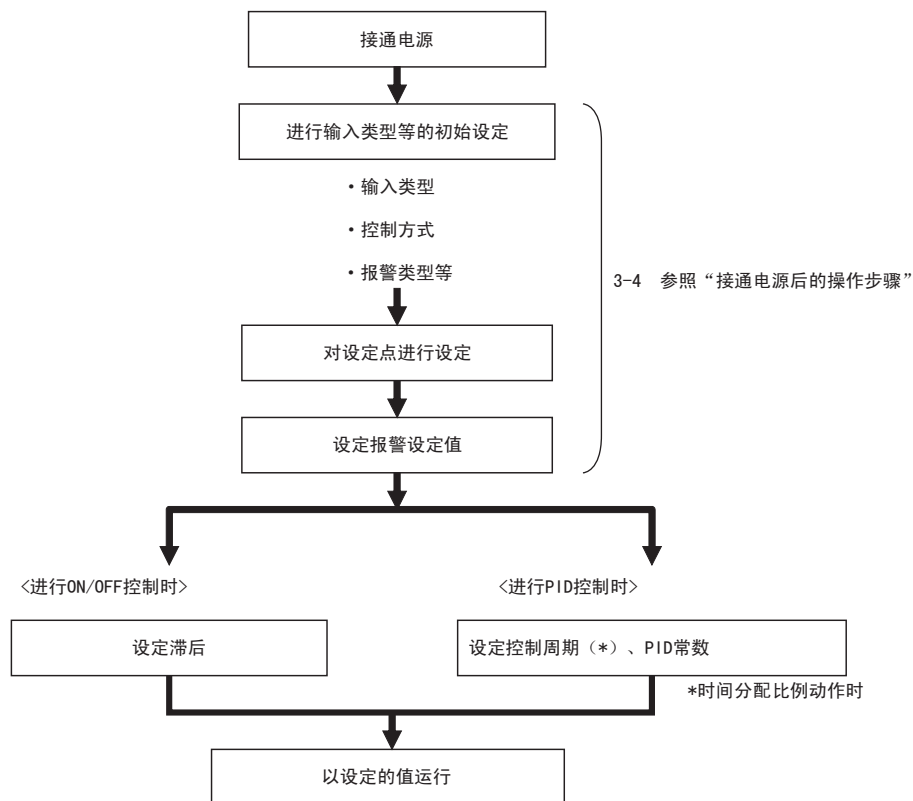 接通电源
进行输入类型等的初始设定
・输入类型
・控制方式
・报警类型等
3-4 参照“接通电源后的操作步骤”
对设定点进行设定
设定报警设定值
<进行ON/OFF控制时>
<进行PID控制时>
设定滞后
设定控制周期（*）、PID常数
*时间分配比例动作时
以设定的值运行